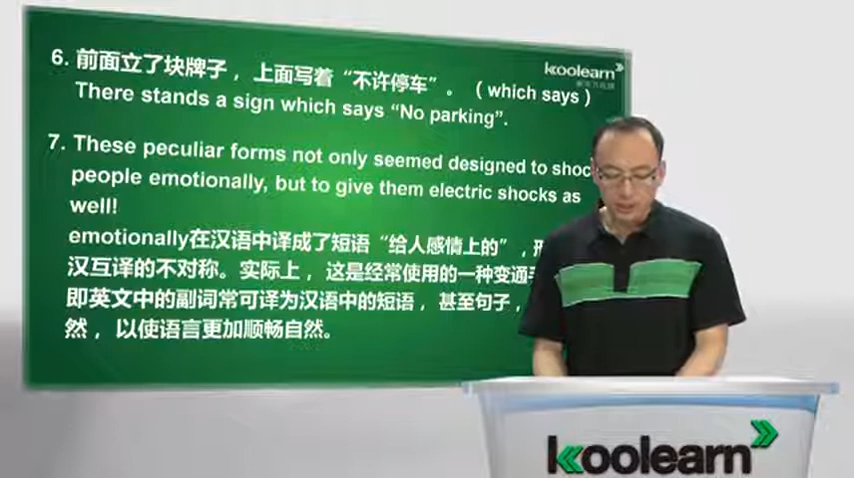 6. 前面立了块牌子，上面写着“不许停车”。（which says）
There stands a sign which says “No parking”.
7. These peculiar forms not only seemed designed to shoc
people emotionally, but to give them electric shocks as
well!
emotionally在汉语中译成了短语“给人感情上的”，
汉互译的不对称。实际上，这是经常使用的一种变通
即英文中的副词常可译为汉语中的短语，甚至句子，
然，以使语言更加顺畅自然。
koolearn
koolearn